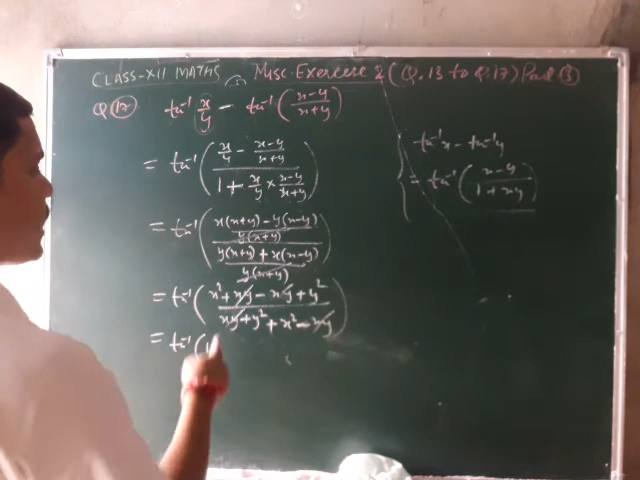 CLASS-XII MATHS Misc. Exercise 2 (Q.13 to Q.17) Part 3
Q 17 tan⁻¹ x/y − tan⁻¹ ((x−y)/(x+y))
= tan⁻¹ ((x/y − (x−y)/(x+y)) / (1 + x/y × (x−y)/(x+y)))
= tan⁻¹ (((x(x+y) − y(x−y)) / (y(x+y))) / ((y(x+y) + x(x−y)) / (y(x+y))))
= tan⁻¹ ((x² + xy − xy + y²) / (xy + y² + x² − xy))
= tan⁻¹ (1
tan⁻¹x − tan⁻¹y
= tan⁻¹ ((x−y)/(1+xy))